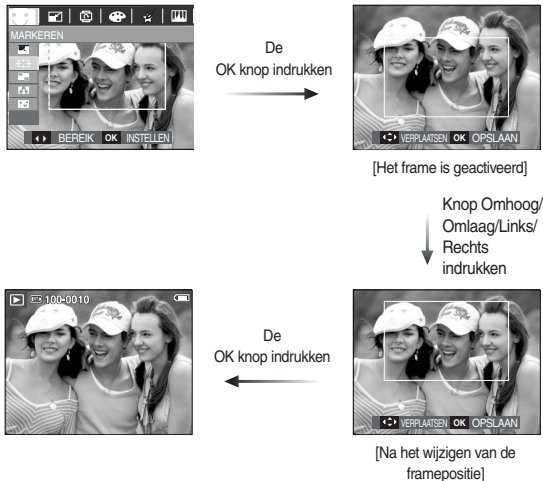 MARKEREN
BEREIK OK INSTELLEN
De
OK knop indrukken
VERPLAATSEN OK OPSLAAN
[Het frame is geactiveerd]
Knop Omhoog/
Omlaag/Links/
Rechts
indrukken
VERPLAATSEN OK OPSLAAN
[Na het wijzigen van de
framepositie]
De
OK knop indrukken
100-0010